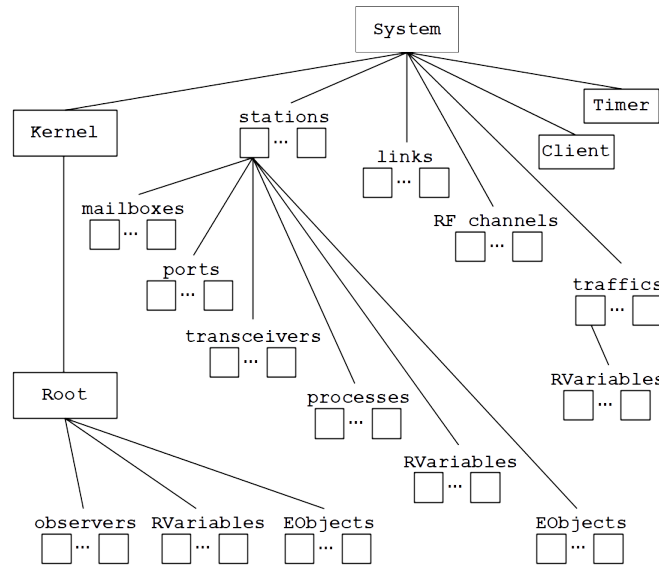 System
Timer
stations
Kernel
Client
links
mailboxes
RF channels
ports
traffics
transceivers
RVariables
Root
processes
RVariables
observers RVariables EObjects
EObjects